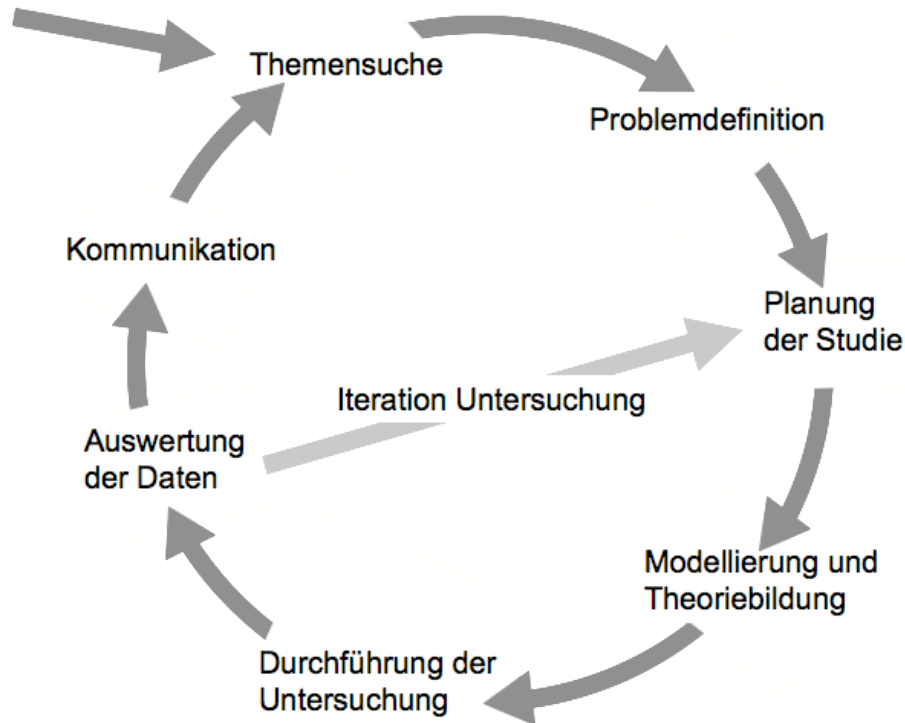 Themensuche
Problemdefinition
Planung
der Studie
Modellierung und
Theoriebildung
Durchführung der
Untersuchung
Auswertung
der Daten
Kommunikation
Iteration Untersuchung